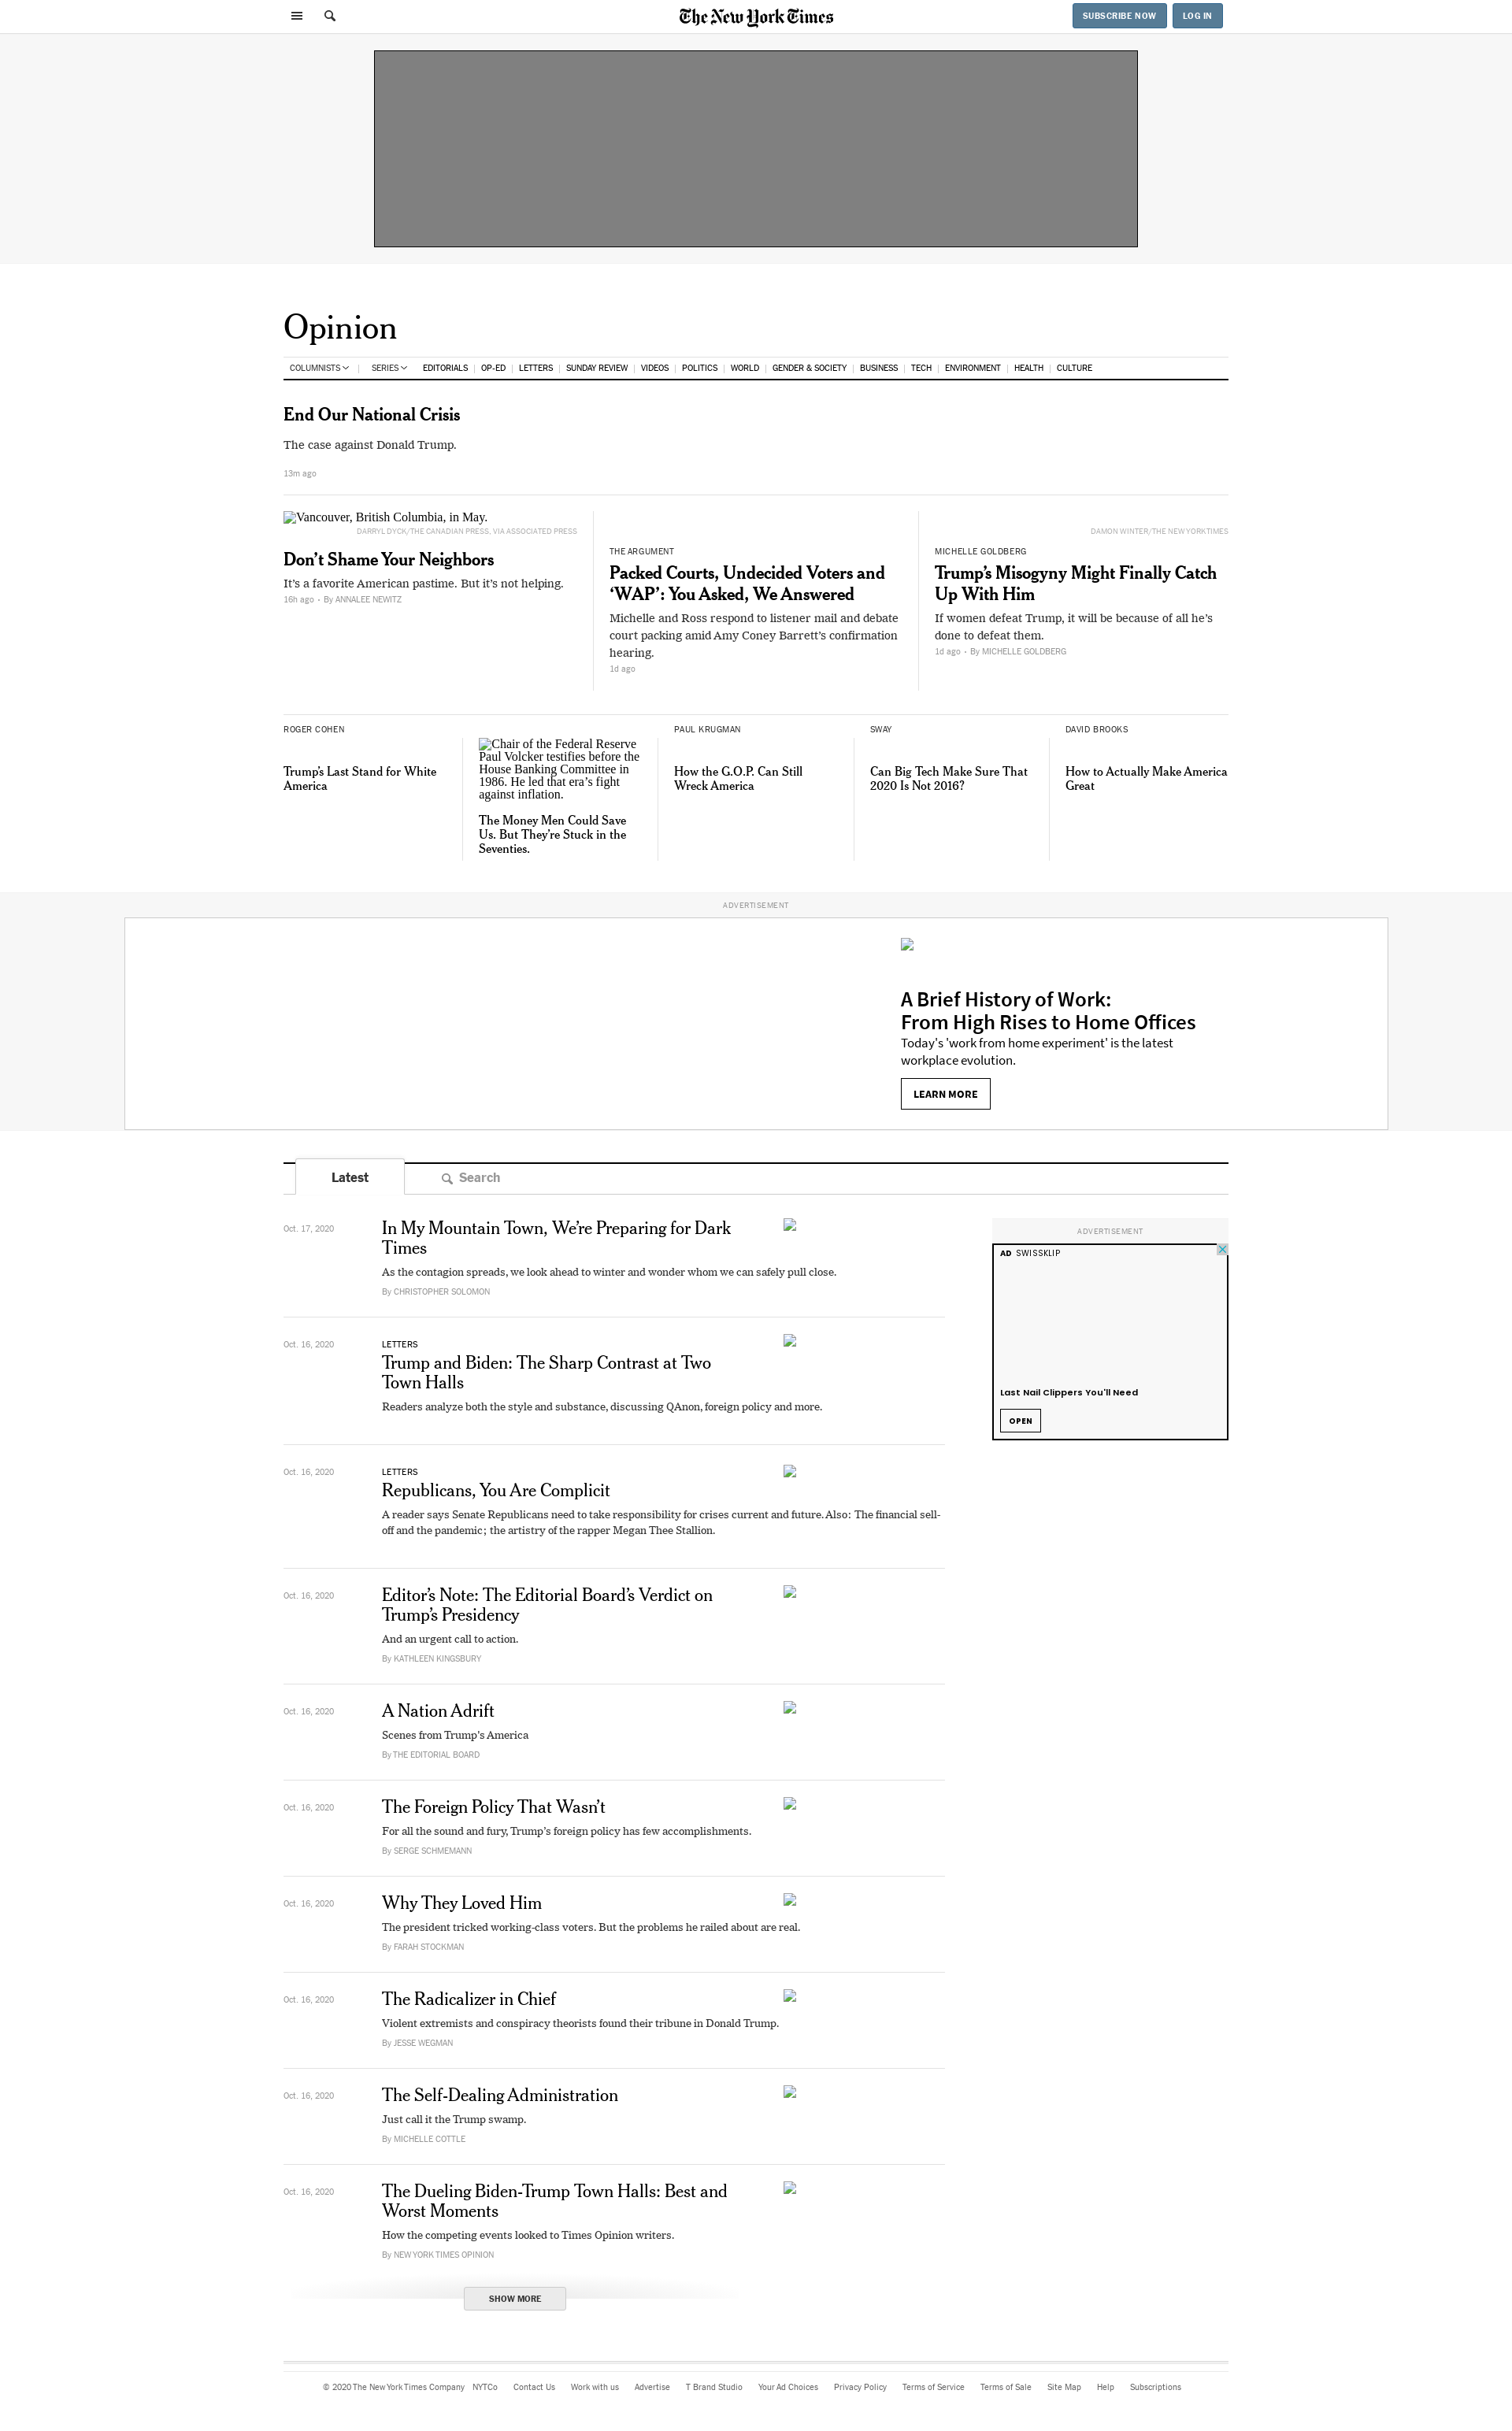 The New York Times
SUBSCRIBE NOW
LOG IN
Opinion
COLUMNISTS
SERIES
EDITORIALS
OP-ED
LETTERS
SUNDAY REVIEW
VIDEOS
POLITICS
WORLD
GENDER & SOCIETY
BUSINESS
TECH
ENVIRONMENT
HEALTH
CULTURE
End Our National Crisis
The case against Donald Trump.
13m ago
Vancouver, British Columbia, in May.
DARRYL DYCK/THE CANADIAN PRESS, VIA ASSOCIATED PRESS
Don’t Shame Your Neighbors
It’s a favorite American pastime. But it’s not helping.
16h ago • By ANNALEE NEWITZ
THE ARGUMENT
Packed Courts, Undecided Voters and
‘WAP’: You Asked, We Answered
Michelle and Ross respond to listener mail and debate
court packing amid Amy Coney Barrett’s confirmation
hearing.
1d ago
DAMON WINTER/THE NEW YORK TIMES
MICHELLE GOLDBERG
Trump’s Misogyny Might Finally Catch
Up With Him
If women defeat Trump, it will be because of all he’s
done to defeat them.
1d ago • By MICHELLE GOLDBERG
ROGER COHEN
Trump’s Last Stand for White
America
Chair of the Federal Reserve
Paul Volcker testifies before the
House Banking Committee in
1986. He led that era’s fight
against inflation.
The Money Men Could Save
Us. But They’re Stuck in the
Seventies.
PAUL KRUGMAN
How the G.O.P. Can Still
Wreck America
SWAY
Can Big Tech Make Sure That
2020 Is Not 2016?
DAVID BROOKS
How to Actually Make America
Great
ADVERTISEMENT
A Brief History of Work:
From High Rises to Home Offices
Today's 'work from home experiment' is the latest
workplace evolution.
LEARN MORE
Latest
Search
Oct. 17, 2020
In My Mountain Town, We’re Preparing for Dark
Times
As the contagion spreads, we look ahead to winter and wonder whom we can safely pull close.
By CHRISTOPHER SOLOMON
ADVERTISEMENT
AD SWISSKLIP
Last Nail Clippers You'll Need
OPEN
Oct. 16, 2020
LETTERS
Trump and Biden: The Sharp Contrast at Two
Town Halls
Readers analyze both the style and substance, discussing QAnon, foreign policy and more.
Oct. 16, 2020
LETTERS
Republicans, You Are Complicit
A reader says Senate Republicans need to take responsibility for crises current and future. Also: The financial sell-
off and the pandemic; the artistry of the rapper Megan Thee Stallion.
Oct. 16, 2020
Editor’s Note: The Editorial Board’s Verdict on
Trump’s Presidency
And an urgent call to action.
By KATHLEEN KINGSBURY
Oct. 16, 2020
A Nation Adrift
Scenes from Trump’s America
By THE EDITORIAL BOARD
Oct. 16, 2020
The Foreign Policy That Wasn’t
For all the sound and fury, Trump’s foreign policy has few accomplishments.
By SERGE SCHMEMANN
Oct. 16, 2020
Why They Loved Him
The president tricked working-class voters. But the problems he railed about are real.
By FARAH STOCKMAN
Oct. 16, 2020
The Radicalizer in Chief
Violent extremists and conspiracy theorists found their tribune in Donald Trump.
By JESSE WEGMAN
Oct. 16, 2020
The Self-Dealing Administration
Just call it the Trump swamp.
By MICHELLE COTTLE
Oct. 16, 2020
The Dueling Biden-Trump Town Halls: Best and
Worst Moments
How the competing events looked to Times Opinion writers.
By NEW YORK TIMES OPINION
SHOW MORE
© 2020 The New York Times Company NYTCo Contact Us Work with us Advertise T Brand Studio Your Ad Choices Privacy Policy Terms of Service Terms of Sale Site Map Help Subscriptions